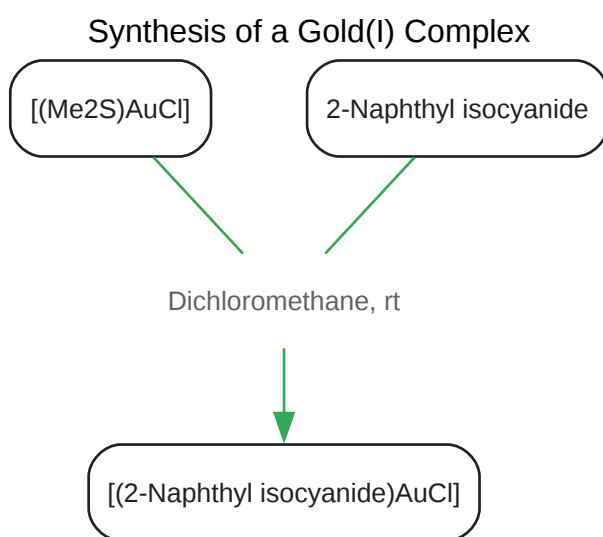 Synthesis of a Gold(I) Complex
[(Me2S)AuCl]
2-Naphthyl isocyanide
Dichloromethane, rt
[(2-Naphthyl isocyanide)AuCl]